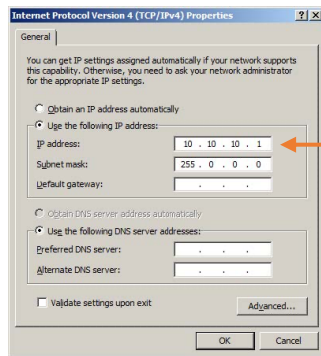 Internet Protocol Version 4 (TCP/IPv4) Properties
General
You can get IP settings assigned automatically if your network supports
this capability. Otherwise, you need to ask your network administrator
for the appropriate IP settings.
Obtain an IP address automatically
Use the following IP address:
IP address: 10 . 10 . 10 . 1
Subnet mask: 255 . 0 . 0 . 0
Default gateway: . . .
Obtain DNS server address automatically
Use the following DNS server addresses:
Preferred DNS server: . . .
Alternate DNS server: . . .
Validate settings upon exit
Advanced...
OK Cancel